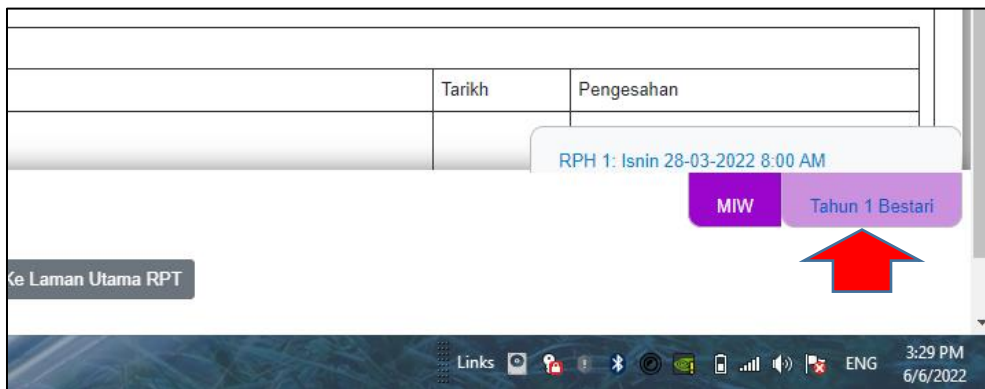 Tarikh Pengesahan
RPH 1: Isnin 28-03-2022 8:00 AM
MIW Tahun 1 Bestari
Ke Laman Utama RPT
Links ENG 3:29 PM
6/6/2022